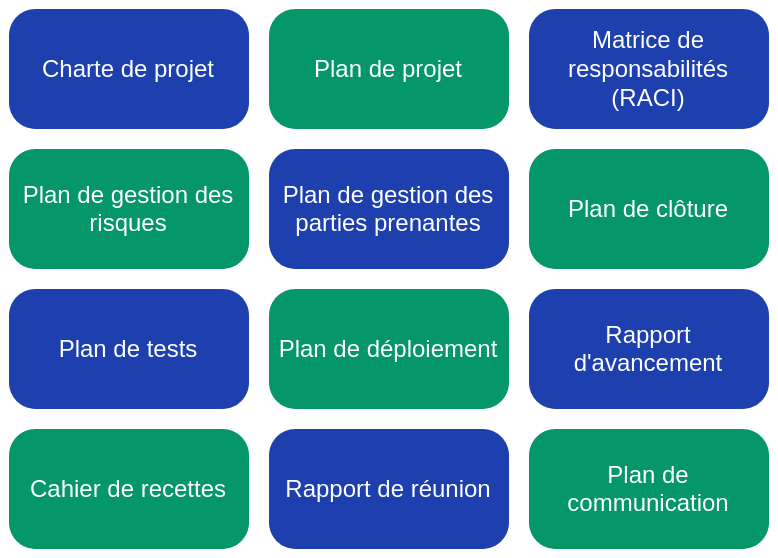 Charte de projet
Plan de projet
Matrice de
responsabilités
(RACI)
Plan de gestion des
risques
Plan de gestion des
parties prenantes
Plan de clôture
Plan de tests
Plan de déploiement
Rapport
d'avancement
Cahier de recettes
Rapport de réunion
Plan de
communication